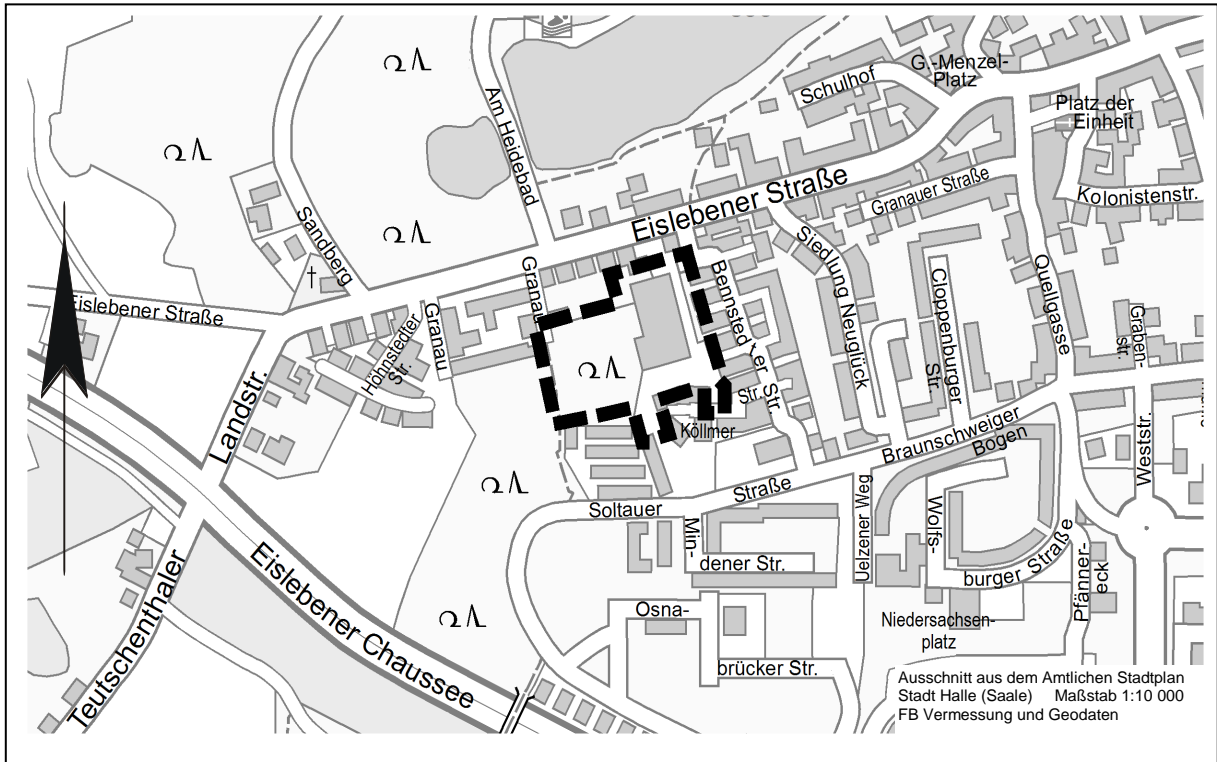 G.-Menzel-
Platz
Schulhof
Platz der
Einheit
Am Heidebad
Kolonistenstr.
Eislebener Straße
Granauer Straße
Sandberg
Siedlung Neuglück
Quellgasse
Cloppenburger
Str.
Bennstedter Str.
Granau
Eislebener Straße
Granau
Höhnstedter
Str.
Graben-
str.
Landstr.
Str.
Köllmer
Braunschweiger
Bogen
Weststr.
Straße
Soltauer
Uelzener Weg
Wolfs-
burger Straße
Min-
dener Str.
Pfänner-
eck
Eislebener Chaussee
Teutschenthaler
Osna-
brücker Str.
Niedersachsen-
platz
Ausschnitt aus dem Amtlichen Stadtplan
Stadt Halle (Saale) Maßstab 1:10 000
FB Vermessung und Geodaten